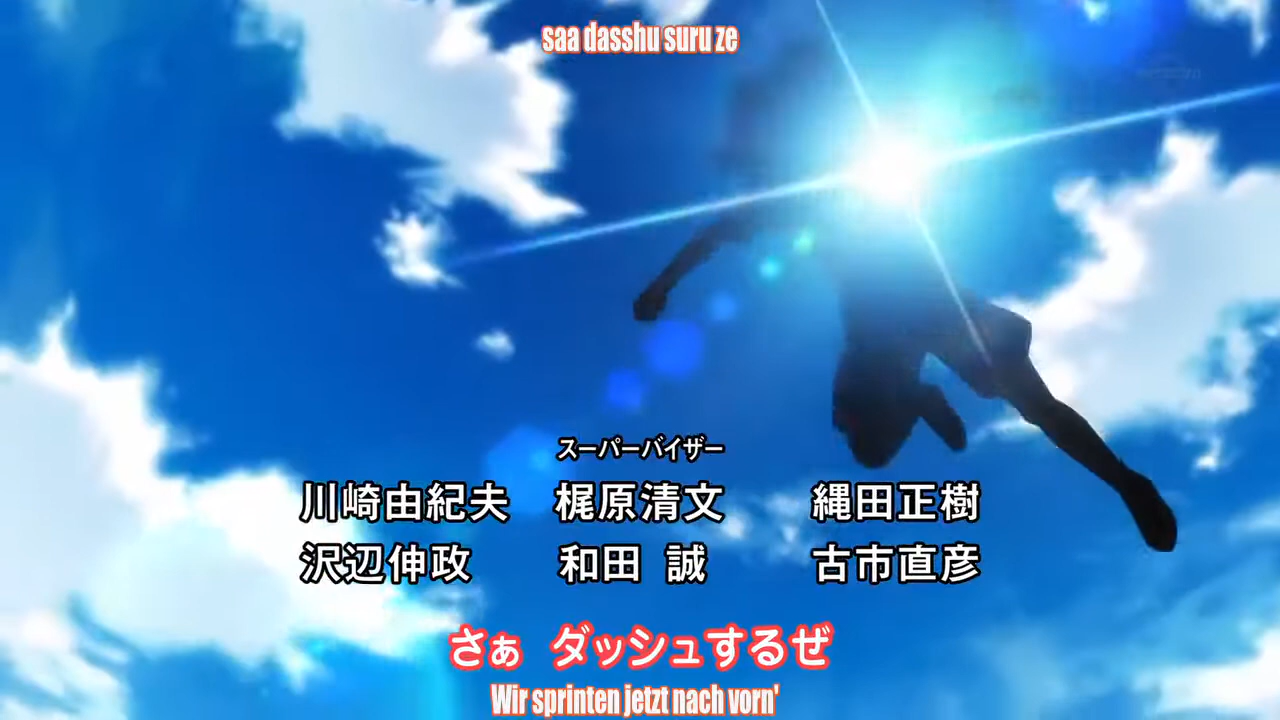 saa dasshu suru ze
スーパーバイザー
川崎由紀夫 梶原清文 縄田正樹
沢辺伸政 和田 誠 古市直彦
さぁ ダッシュするぜ
Wir sprinten jetzt nach vorn'